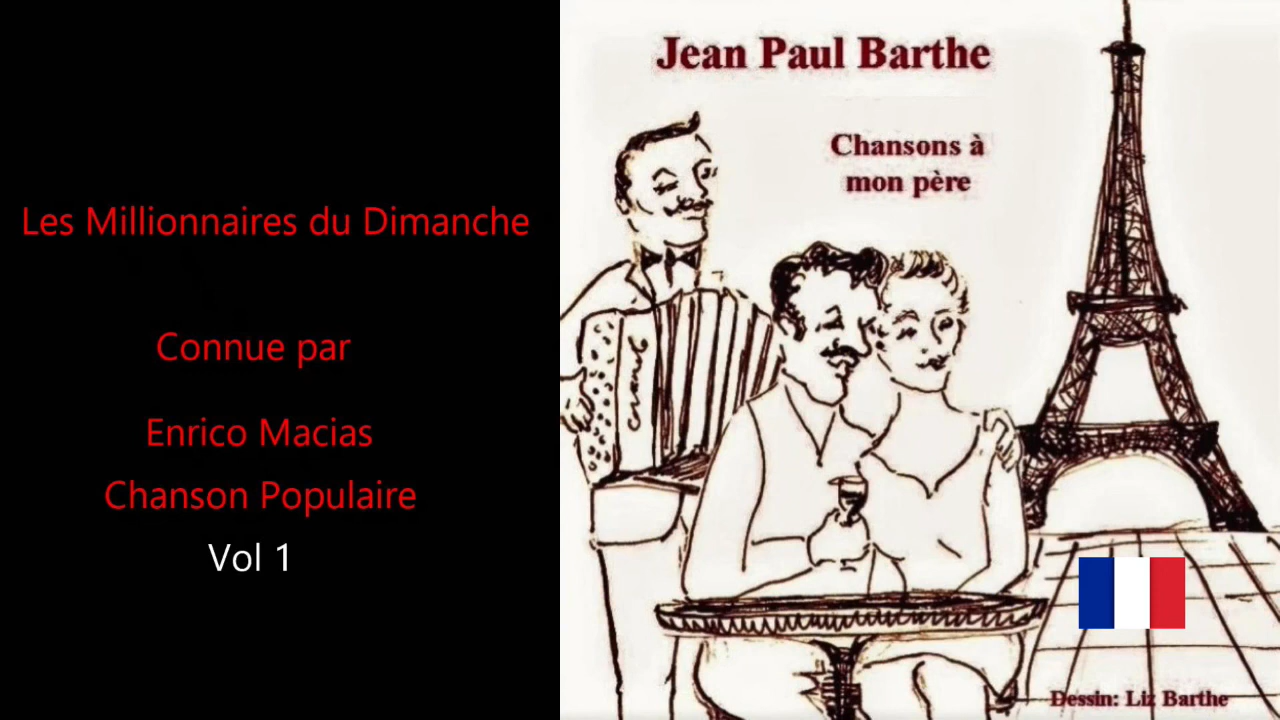 Les Millionnaires du Dimanche
Connue par
Enrico Macias
Chanson Populaire
Vol 1
Jean Paul Barthe
Chansons à
mon père
Dessin: Liz Barthe